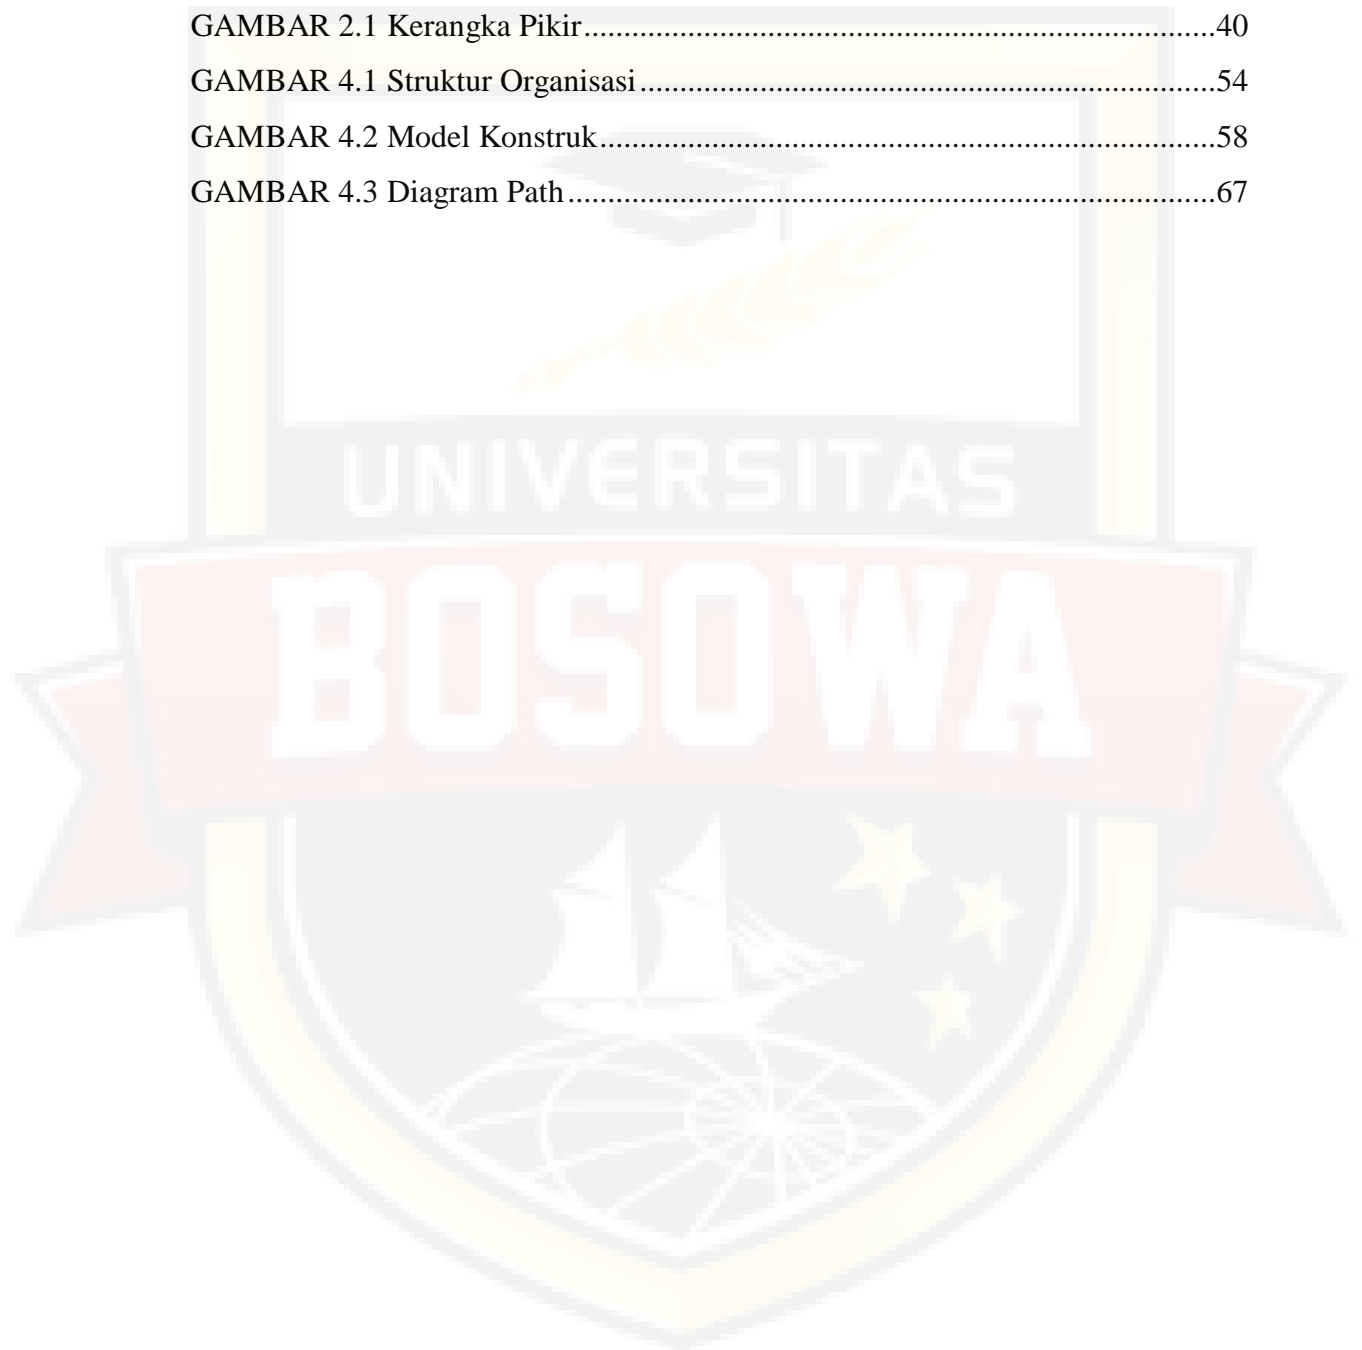 GAMBAR 2.1 Kerangka Pikir...............................................................................40
GAMBAR 4.1 Struktur Organisasi........................................................................54
GAMBAR 4.2 Model Konstruk.............................................................................58
GAMBAR 4.3 Diagram Path.................................................................................67
UNIVERSITAS
BOSOWA